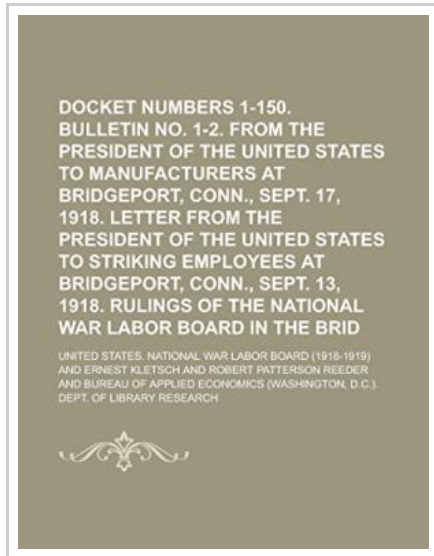 DOCKET NUMBERS 1-150.
BULLETIN NO. 1-2. FROM THE
PRESIDENT OF THE UNITED STATES
TO MANUFACTURERS AT
BRIDGEPORT, CONN., SEPT. 17,
1918. LETTER FROM THE
PRESIDENT OF THE UNITED STATES
TO STRIKING EMPLOYEES AT
BRIDGEPORT, CONN., SEPT. 13,
1918. RULINGS OF THE NATIONAL
WAR LABOR BOARD IN THE BRID
UNITED STATES. NATIONAL WAR LABOR BOARD (1918-1919)
AND ERNEST KLETSCH AND ROBERT PATTERSON REEDER
AND BUREAU OF APPLIED ECONOMICS (WASHINGTON, D.C.).
DEPT. OF LIBRARY RESEARCH